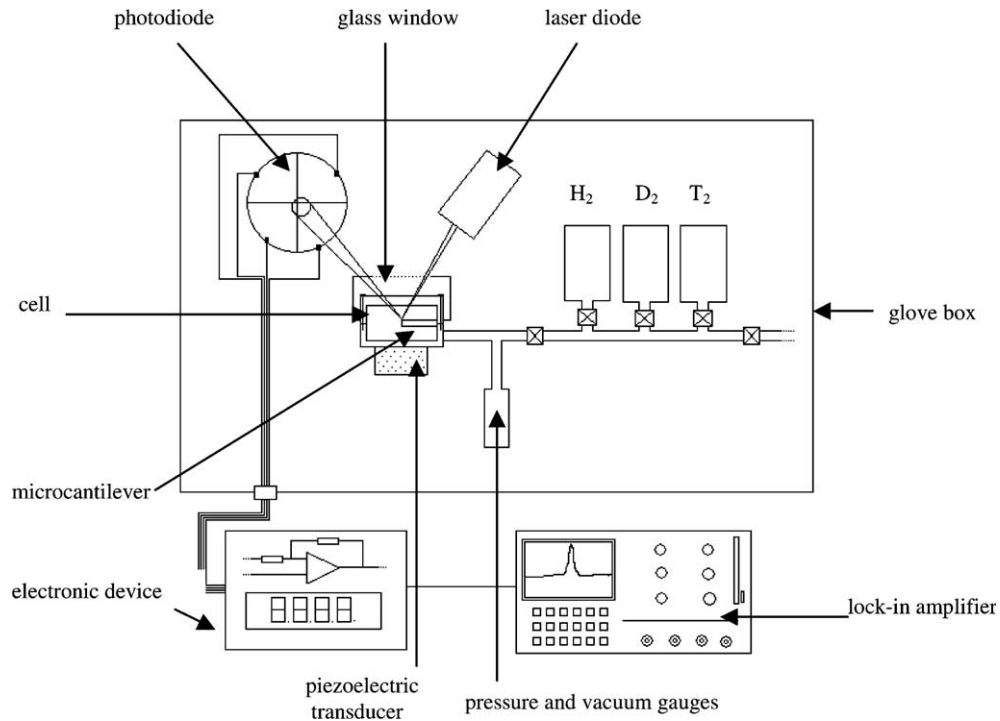 photodiode
glass window
laser diode
H₂
D₂
T₂
cell
glove box
microcantilever
electronic device
lock-in amplifier
piezoelectric
transducer
pressure and vacuum gauges